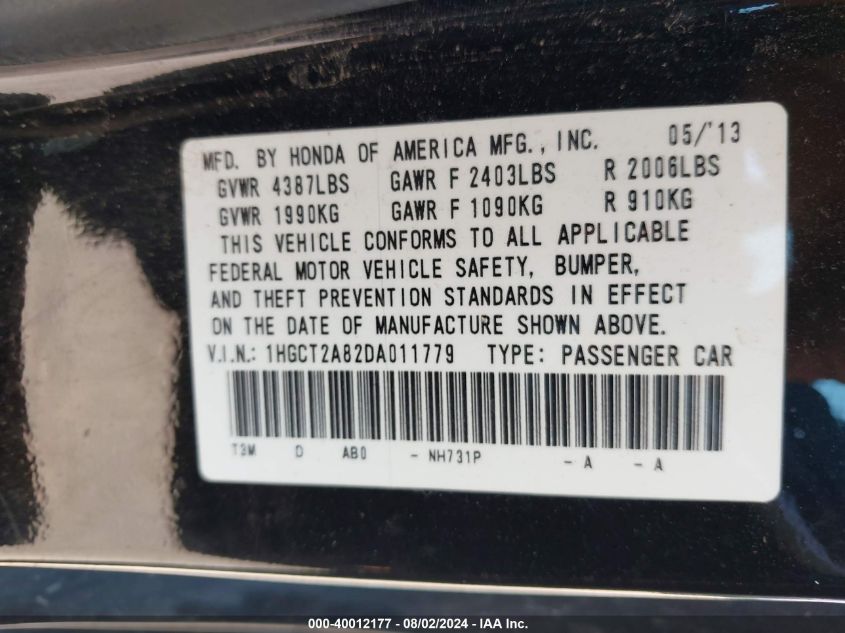 MFD. BY HONDA OF AMERICA MFG., INC. 05/'13
GVWR 4387LBS GAWR F 2403LBS R 2006LBS
GVWR 1990KG GAWR F 1090KG R 910KG
THIS VEHICLE CONFORMS TO ALL APPLICABLE
FEDERAL MOTOR VEHICLE SAFETY, BUMPER,
AND THEFT PREVENTION STANDARDS IN EFFECT
ON THE DATE OF MANUFACTURE SHOWN ABOVE.
V.I.N.: 1HGCT2A82DA011779 TYPE: PASSENGER CAR
T3M D AB0 - NH731P - A - A
000-40012177 - 08/02/2024 - Copyright © 2024 IAA, Inc.